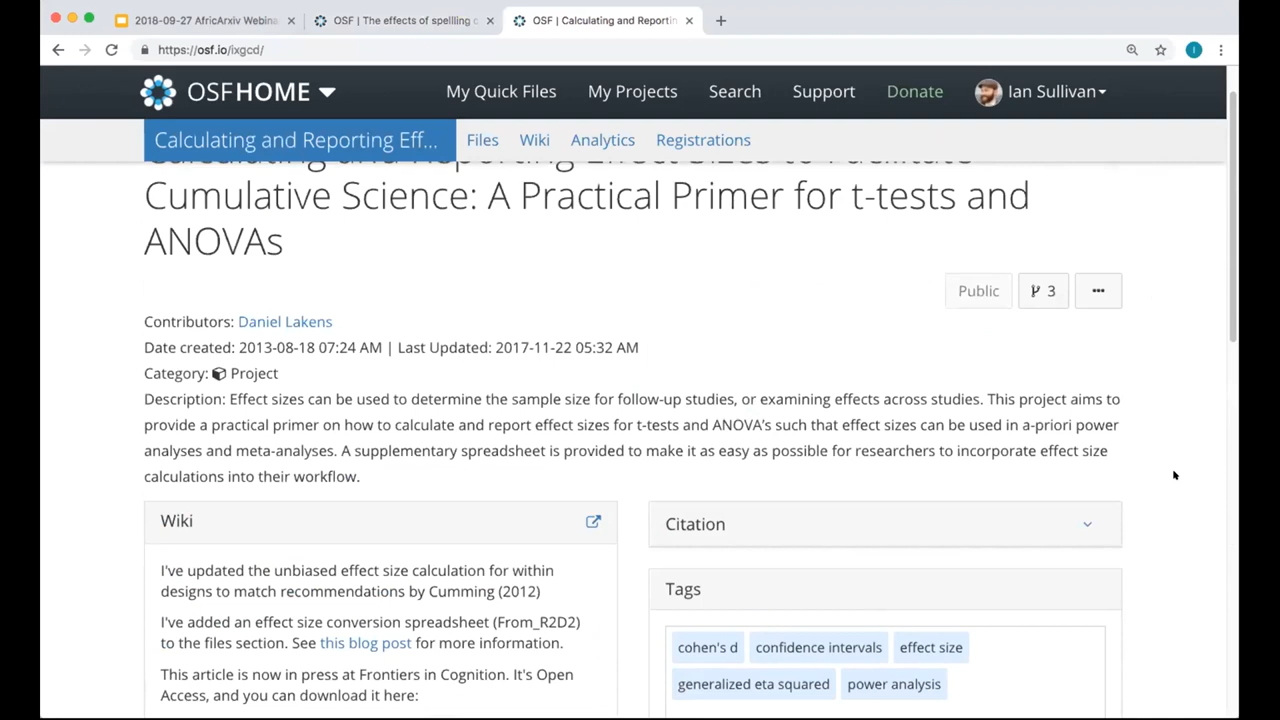 2018-09-27 AfricArxiv Webina
OSF | The effects of spellling c
OSF | Calculating and Reportin
https://osf.io/ixgcd/
I
OSFHOME
My Quick Files
My Projects
Search
Support
Donate
Ian Sullivan
Calculating and Reporting Eff...
Files
Wiki
Analytics
Registrations
Calculating and Reporting Effect Sizes to Facilitate
Cumulative Science: A Practical Primer for t-tests and
ANOVAs
Public
3
Contributors: Daniel Lakens
Date created: 2013-08-18 07:24 AM | Last Updated: 2017-11-22 05:32 AM
Category: Project
Description: Effect sizes can be used to determine the sample size for follow-up studies, or examining effects across studies. This project aims to
provide a practical primer on how to calculate and report effect sizes for t-tests and ANOVA's such that effect sizes can be used in a-priori power
analyses and meta-analyses. A supplementary spreadsheet is provided to make it as easy as possible for researchers to incorporate effect size
calculations into their workflow.
Wiki
I've updated the unbiased effect size calculation for within
designs to match recommendations by Cumming (2012)
I've added an effect size conversion spreadsheet (From_R2D2)
to the files section. See this blog post for more information.
This article is now in press at Frontiers in Cognition. It's Open
Access, and you can download it here:
Citation
Tags
cohen's d
confidence intervals
effect size
generalized eta squared
power analysis